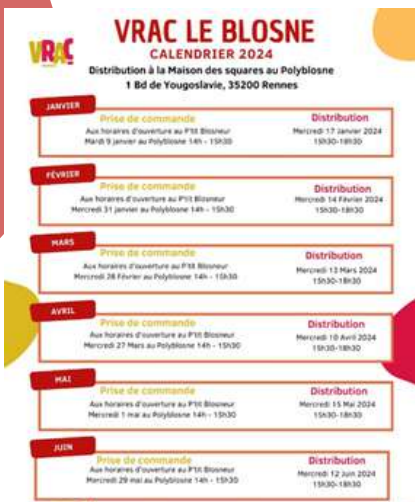 VRAC
VRAC LE BLOSNE
CALENDRIER 2024
Distribution à la Maison des squares au Polyblosne
1 Bd de Yougoslavie, 35200 Rennes
JANVIER
Prise de commande
Aux horaires d'ouverture au P'tit Blosneur
Mardi 9 janvier au Polyblosne 14h - 15h30
Distribution
Mercredi 17 Janvier 2024
15h30-18h30
FÉVRIER
Prise de commande
Aux horaires d'ouverture au P'tit Blosneur
Mercredi 31 janvier au Polyblosne 14h - 15h30
Distribution
Mercredi 14 Février 2024
15h30-18h30
MARS
Prise de commande
Aux horaires d'ouverture au P'tit Blosneur
Mercredi 28 Février au Polyblosne 14h - 15h30
Distribution
Mercredi 13 Mars 2024
15h30-18h30
AVRIL
Prise de commande
Aux horaires d'ouverture au P'tit Blosneur
Mercredi 27 Mars au Polyblosne 14h - 15h30
Distribution
Mercredi 10 Avril 2024
15h30-18h30
MAI
Prise de commande
Aux horaires d'ouverture au P'tit Blosneur
Mercredi 1 mai au Polyblosne 14h - 15h30
Distribution
Mercredi 15 Mai 2024
15h30-18h30
JUIN
Prise de commande
Aux horaires d'ouverture au P'tit Blosneur
Mercredi 29 mai au Polyblosne 14h - 15h30
Distribution
Mercredi 12 Juin 2024
15h30-18h30